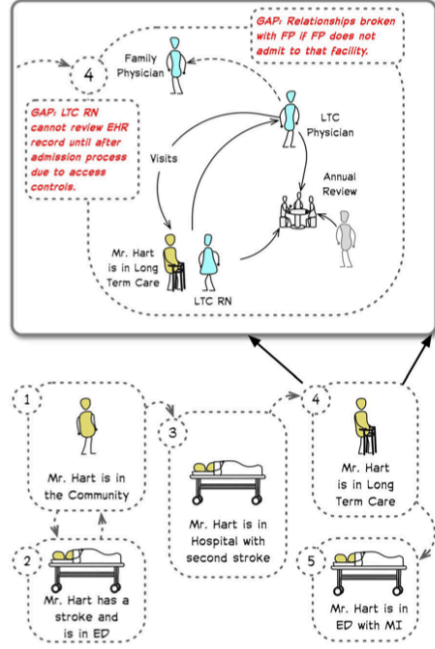 GAP: Relationships broken
with FP if FP does not
admit to that facility.
4
Family
Physician
GAP: LTC RN
cannot review EHR
record until after
admission process
due to access
controls.
LTC
Physician
Visits
Annual
Review
Mr. Hart
is in Long
Term Care
LTC RN
1
Mr. Hart is in
the Community
2
Mr. Hart has a
stroke and
is in ED
3
Mr. Hart is in
Hospital with
second stroke
4
Mr. Hart
is in Long
Term Care
5
Mr. Hart is in
ED with MI